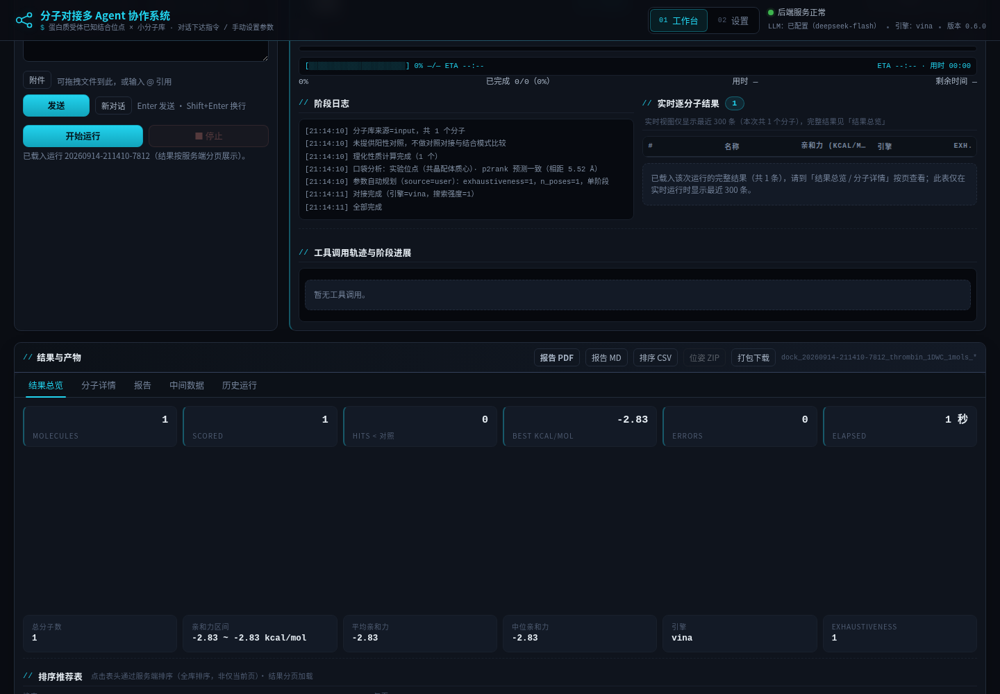 分子对接多 Agent 协作系统
$ 蛋白质受体已知结合位点 × 小分子库 · 对话下达指令 / 手动设置参数
01 工作台
02 设置
后端服务正常
LLM: 已配置 (deepseek-flash) • 引擎: vina • 版本 0.6.0
附件
可拖拽文件到此，或输入 @ 引用
发送
新对话
Enter 发送 • Shift+Enter 换行
开始运行
停止
已载入运行 20260914-211410-7812（结果按服务端分页展示）。
[░░░░░░░░░░░░░░░░░░░░░░░░] 0% —/— ETA --:--
ETA --:-- · 用时 00:00
0%
已完成 0/0 (0%)
用时 —
剩余时间 —
// 阶段日志
[21:14:10] 分子库来源=input，共 1 个分子
[21:14:10] 未提供阳性对照，不做对照对接与结合模式比较
[21:14:10] 理化性质计算完成（1 个）
[21:14:10] 口袋分析: 实验位点（共晶配体质心）· p2rank 预测一致（相距 5.52 Å）
[21:14:10] 参数自动规划（source=user）: exhaustiveness=1，n_poses=1，单阶段
[21:14:11] 对接完成（引擎=vina，搜索强度=1）
[21:14:11] 全部完成
// 实时逐分子结果 1
实时视图仅显示最近 300 条（本次共 1 个分子），完整结果见「结果总览」
# 名称 亲和力 (KCAL/M… 引擎 EXH.
已载入该次运行的完整结果（共 1 条），请到「结果总览 / 分子详情」按页查看；此表仅在
实时运行时显示最近 300 条。
// 工具调用轨迹与阶段进展
暂无工具调用。
// 结果与产物
报告 PDF
报告 MD
排序 CSV
位姿 ZIP
打包下载
dock_20260914-211410-7812_thrombin_1DWC_1mols_*
结果总览
分子详情
报告
中间数据
历史运行
1
MOLECULES
1
SCORED
0
HITS < 对照
-2.83
BEST KCAL/MOL
0
ERRORS
1 秒
ELAPSED
总分子数
1
亲和力区间
-2.83 ~ -2.83 kcal/mol
平均亲和力
-2.83
中位亲和力
-2.83
引擎
vina
EXHAUSTIVENESS
1
// 排序推荐表
点击表头通过服务端排序（全库排序，非仅当前页）• 结果分页加载